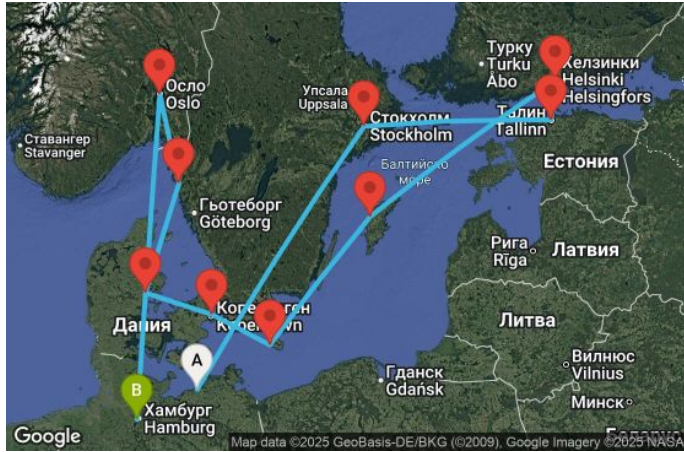 Осло
Oslo
Упсала
Uppsala
Турку
Turku
Åbo
Хелзинки
Helsinki
Helsingfors
Стокхолм
Stockholm
Талин
Tallinn
Ставангер
Stavanger
Балтийско
море
Естония
Гьотеборг
Göteborg
Рига
Rīga
Латвия
Дания
Литва
A
B
Гданск
Gdańsk
Вилнюс
Vilnius
Минск
Хамбург
Hamburg
Google
Map data ©2025 GeoBasis-DE/BKG (©2009), Google Imagery ©2025 NASA